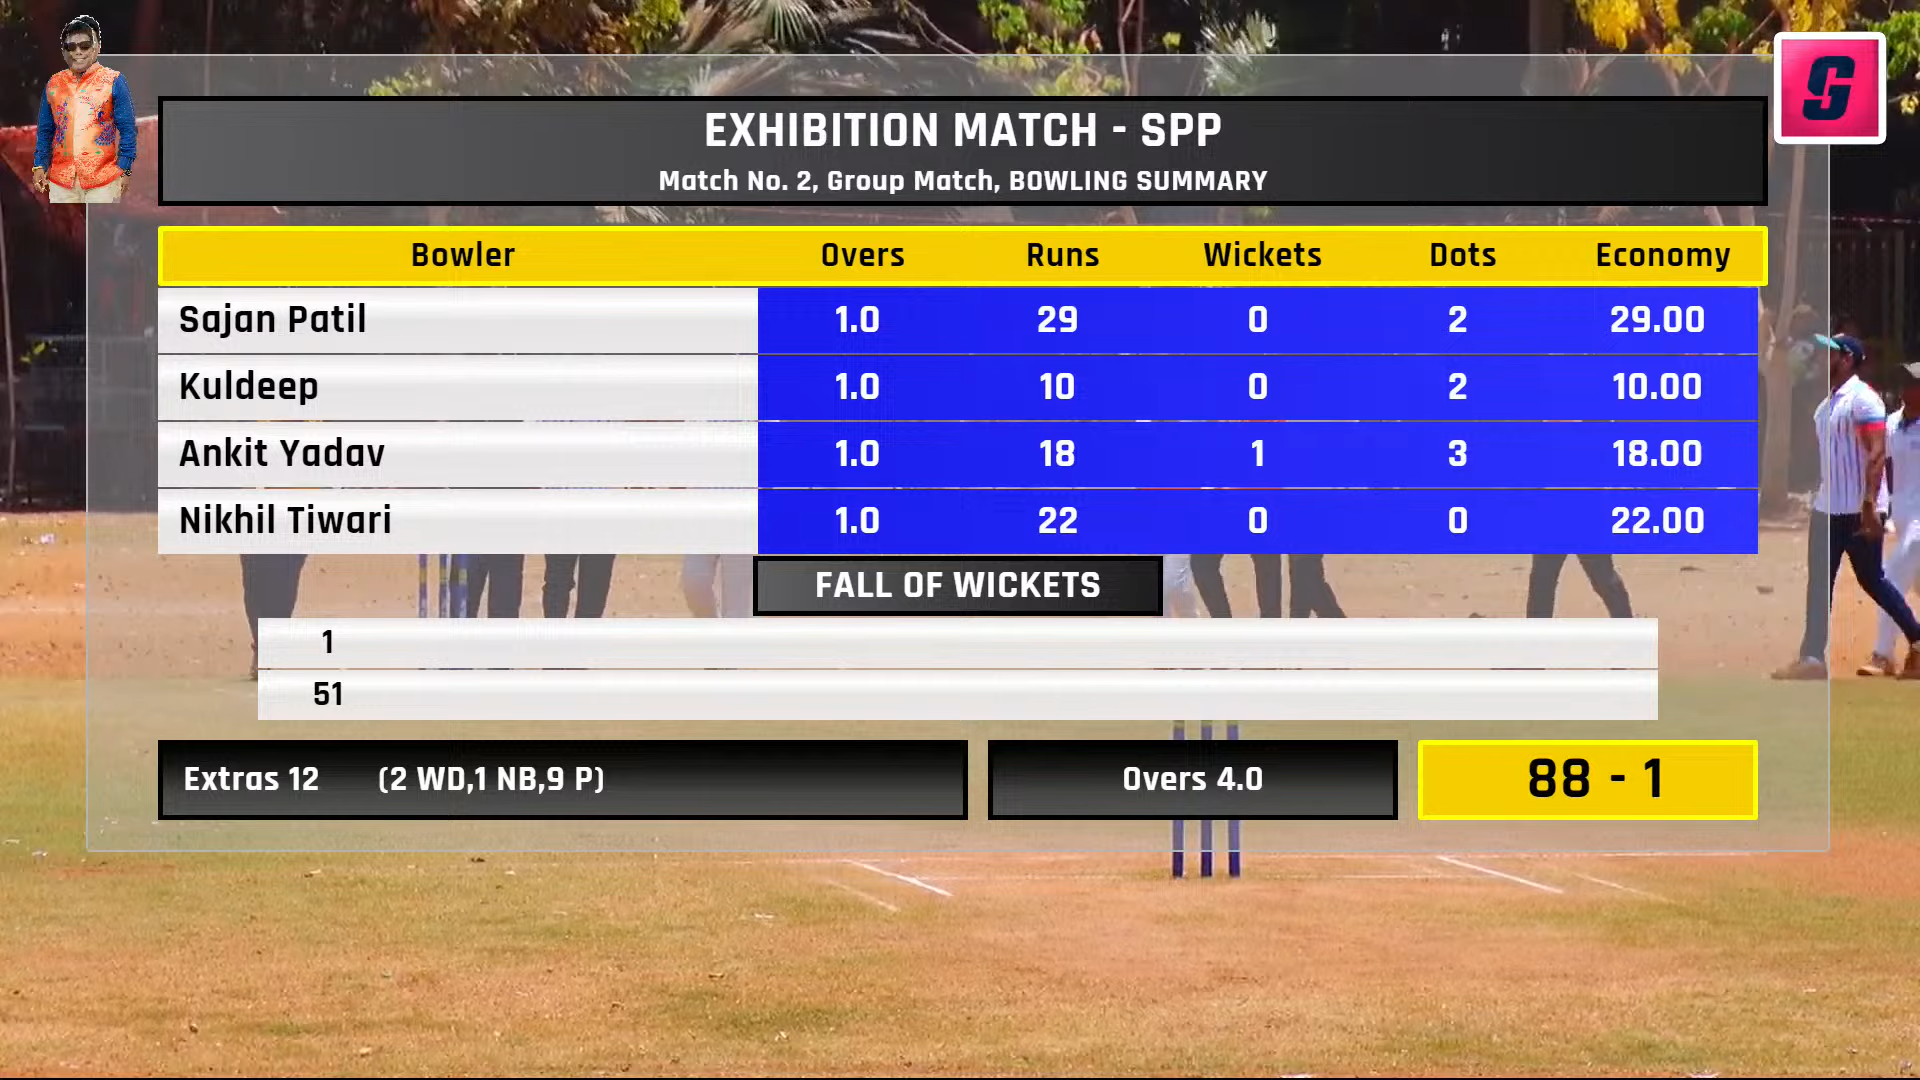 EXHIBITION MATCH - SPP
Match No. 2, Group Match, BOWLING SUMMARY
Bowler Overs Runs Wickets Dots Economy
Sajan Patil 1.0 29 0 2 29.00
Kuldeep 1.0 10 0 2 10.00
Ankit Yadav 1.0 18 1 3 18.00
Nikhil Tiwari 1.0 22 0 0 22.00
FALL OF WICKETS
1
51
Extras 12 (2 WD,1 NB,9 P) Overs 4.0 88 - 1